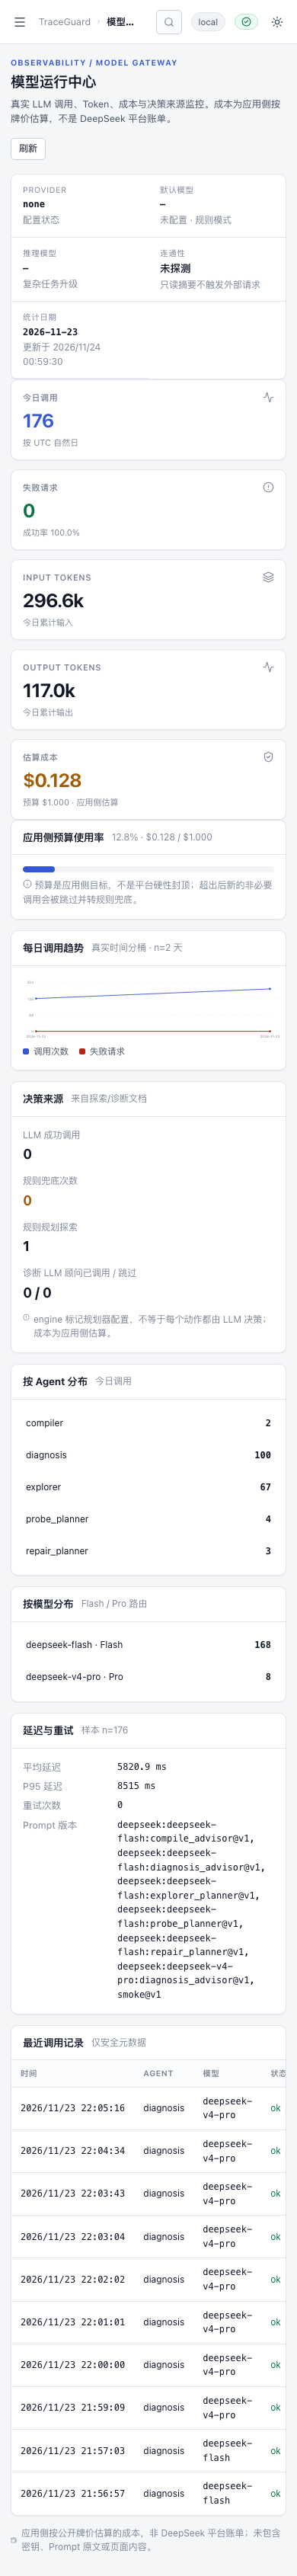 TraceGuard › 模型... local
OBSERVABILITY / MODEL GATEWAY
模型运行中心
真实 LLM 调用、Token、成本与决策来源监控。成本为应用侧按
牌价估算，不是 DeepSeek 平台账单。
刷新
PROVIDER
none
配置状态
默认模型
—
未配置 · 规则模式
推理模型
—
复杂任务升级
连通性
未探测
只读摘要不触发外部请求
统计日期
2026-11-23
更新于 2026/11/24
00:59:30
今日调用
176
按 UTC 自然日
失败请求
0
成功率 100.0%
INPUT TOKENS
296.6k
今日累计输入
OUTPUT TOKENS
117.0k
今日累计输出
估算成本
$0.128
预算 $1.000 · 应用侧估算
应用侧预算使用率 12.8% · $0.128 / $1.000
预算是应用侧目标，不是平台硬性封顶；超出后新的非必要
调用会被跳过并转规则兜底。
每日调用趋势 真实时间分桶 · n=2 天
调用次数 失败请求
决策来源 来自探索/诊断文档
LLM 成功调用
0
规则兜底次数
0
规则规划探索
1
诊断 LLM 顾问已调用 / 跳过
0 / 0
engine 标记规划器配置，不等于每个动作都由 LLM 决策；
成本为应用侧估算。
按 Agent 分布 今日调用
compiler 2
diagnosis 100
explorer 67
probe_planner 4
repair_planner 3
按模型分布 Flash / Pro 路由
deepseek-flash · Flash 168
deepseek-v4-pro · Pro 8
延迟与重试 样本 n=176
平均延迟 5820.9 ms
P95 延迟 8515 ms
重试次数 0
Prompt 版本 deepseek:deepseek-
flash:compile_advisor@v1,
deepseek:deepseek-
flash:diagnosis_advisor@v1,
deepseek:deepseek-
flash:explorer_planner@v1,
deepseek:deepseek-
flash:probe_planner@v1,
deepseek:deepseek-
flash:repair_planner@v1,
deepseek:deepseek-v4-
pro:diagnosis_advisor@v1,
smoke@v1
最近调用记录 仅安全元数据
时间 AGENT 模型 状态
2026/11/23 22:05:16 diagnosis deepseek-
v4-pro ok
2026/11/23 22:04:34 diagnosis deepseek-
v4-pro ok
2026/11/23 22:03:43 diagnosis deepseek-
v4-pro ok
2026/11/23 22:03:04 diagnosis deepseek-
v4-pro ok
2026/11/23 22:02:02 diagnosis deepseek-
v4-pro ok
2026/11/23 22:01:01 diagnosis deepseek-
v4-pro ok
2026/11/23 22:00:00 diagnosis deepseek-
v4-pro ok
2026/11/23 21:59:09 diagnosis deepseek-
v4-pro ok
2026/11/23 21:57:03 diagnosis deepseek-
flash ok
2026/11/23 21:56:57 diagnosis deepseek-
flash ok
应用侧按公开牌价估算的成本，非 DeepSeek 平台账单；未包含
密钥、Prompt 原文或页面内容。